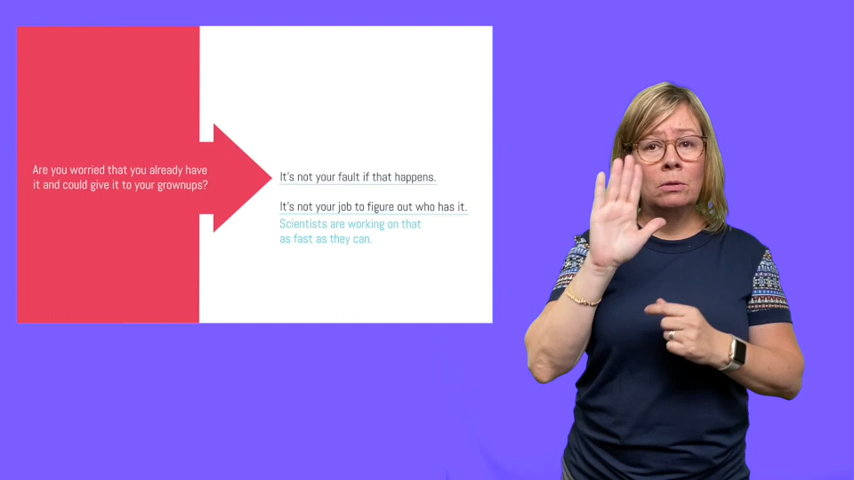 Are you worried that you already have
it and could give it to your grownups?
It's not your fault if that happens.
It's not your job to figure out who has it.
Scientists are working on that
as fast as they can.